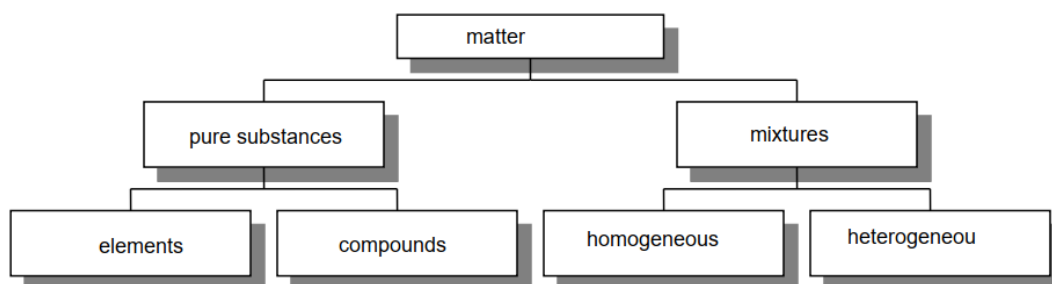 matter
pure substances
mixtures
elements
compounds
homogeneous
heterogeneou